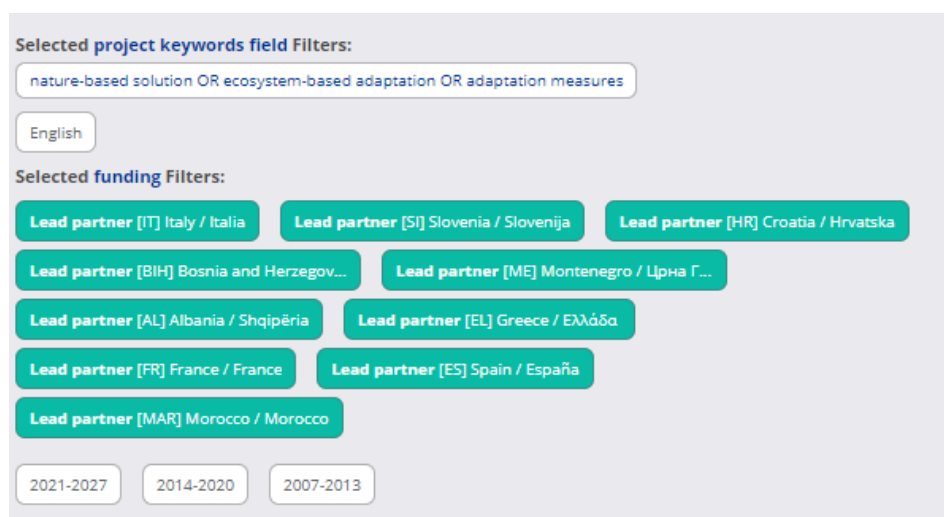 Selected project keywords field Filters:
nature-based solution OR ecosystem-based adaptation OR adaptation measures
English
Selected funding Filters:
Lead partner [IT] Italy / Italia Lead partner [SI] Slovenia / Slovenija Lead partner [HR] Croatia / Hrvatska
Lead partner [BIH] Bosnia and Herzegov... Lead partner [ME] Montenegro / Црна Г...
Lead partner [AL] Albania / Shqipëria Lead partner [EL] Greece / Ελλάδα
Lead partner [FR] France / France Lead partner [ES] Spain / España
Lead partner [MAR] Morocco / Morocco
2021-2027 2014-2020 2007-2013